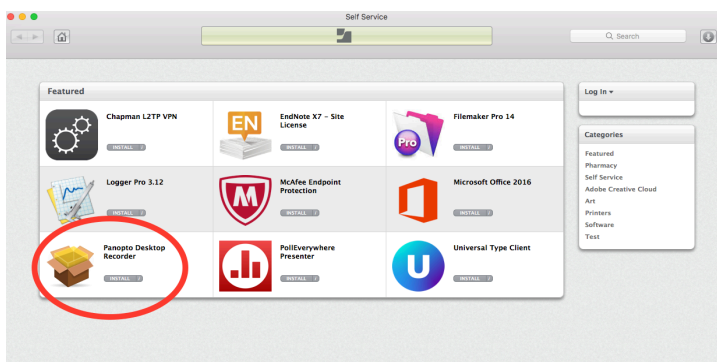 Self Service
Search
Featured
Log In
Chapman L2TP VPN
INSTALL
EN
EndNote X7 – Site
License
INSTALL
Pro
Filemaker Pro 14
INSTALL
Logger Pro 3.12
INSTALL
McAfee Endpoint
Protection
INSTALL
Microsoft Office 2016
INSTALL
Panopto Desktop
Recorder
INSTALL
PollEverywhere
Presenter
INSTALL
U
Universal Type Client
INSTALL
Categories
Featured
Pharmacy
Self Service
Adobe Creative Cloud
Art
Printers
Software
Test